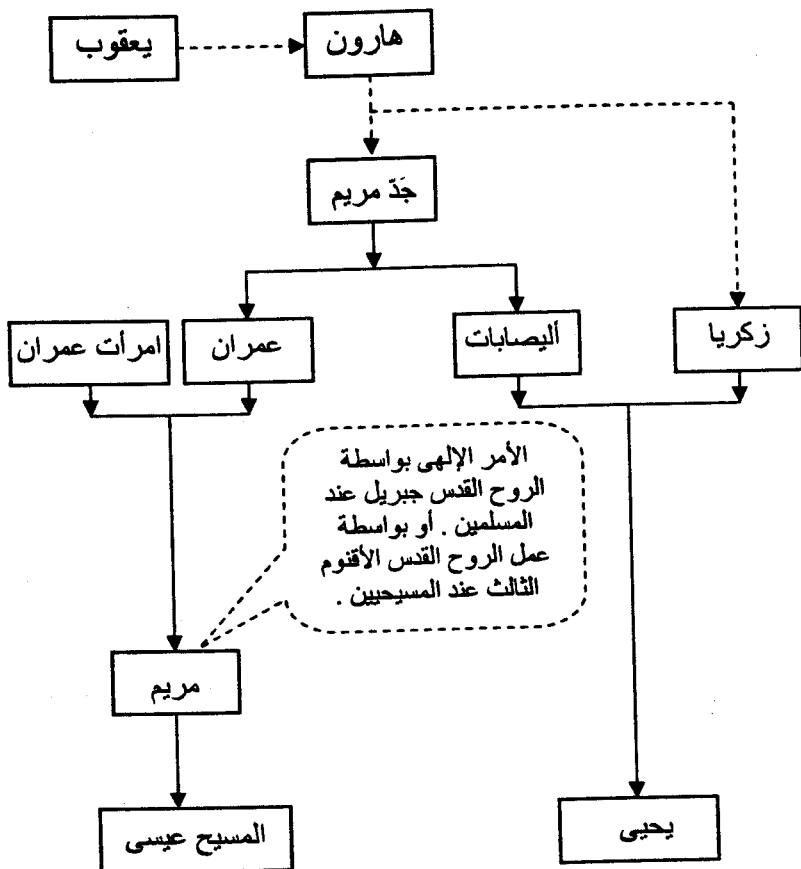 يعقوب
هارون
جَدّ مريم
امرأت عمران
عمران
أليصابات
زكريا
الأمر الإلهى بواسطة
الروح القدس جبريل عند
المسلمين . أو بواسطة
عمل الروح القدس الأقنوم
الثالث عند المسيحيين .
مريم
المسيح عيسى
يحيى